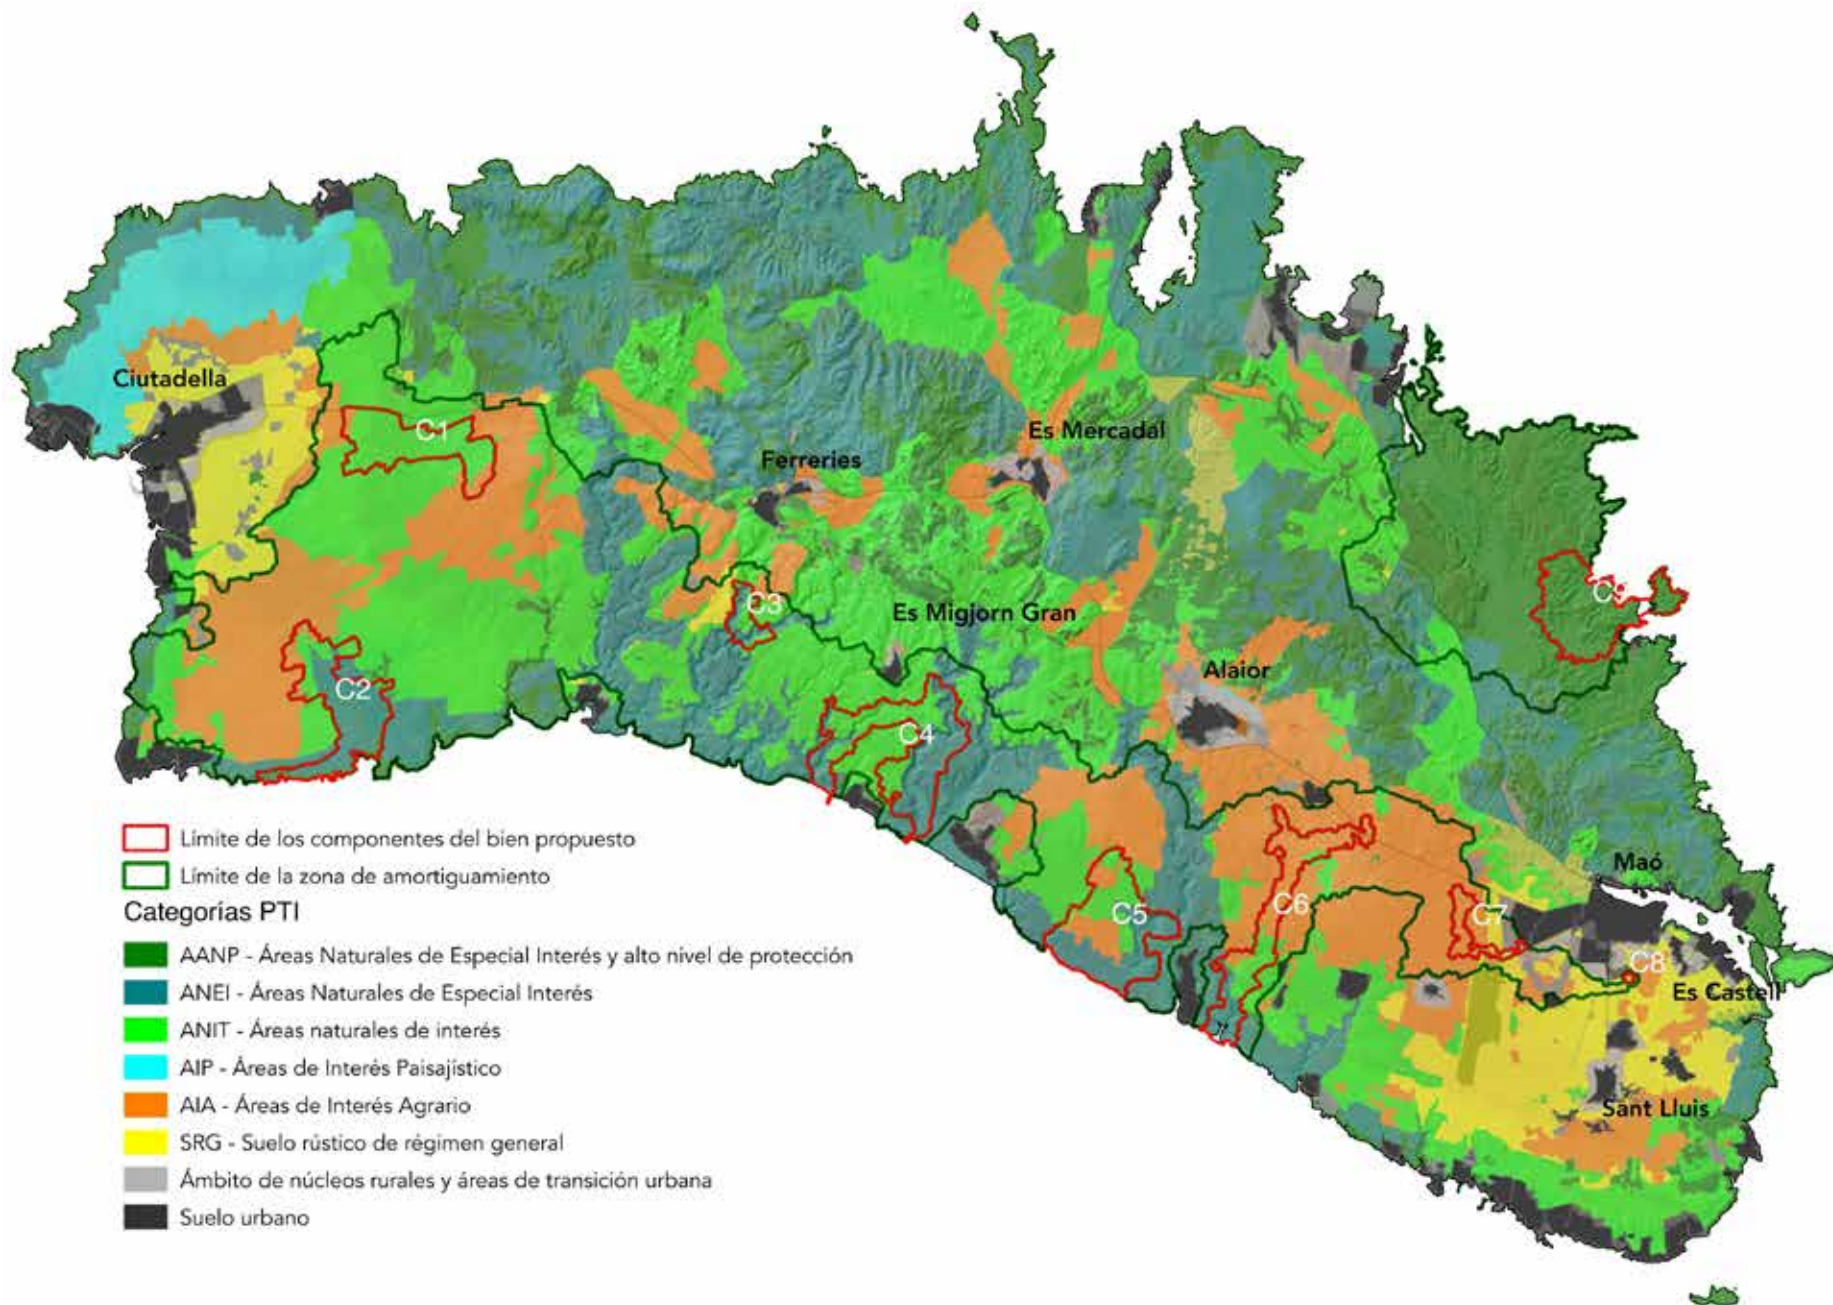 Ciutadella
C1
Es Mercadal
Ferreries
C9
C3
Es Migjorn Gran
Alaior
C2
C4
Límite de los componentes del bien propuesto
Límite de la zona de amortiguamiento
Maó
Categorías PTI
C6
C5
C7
AANP - Áreas Naturales de Especial Interés y alto nivel de protección
C8
ANEI - Áreas Naturales de Especial Interés
Es Castell
ANIT - Áreas naturales de interés
AIP - Áreas de Interés Paisajístico
AIA - Áreas de Interés Agrario
Sant Lluis
SRG - Suelo rústico de régimen general
Ámbito de núcleos rurales y áreas de transición urbana
Suelo urbano